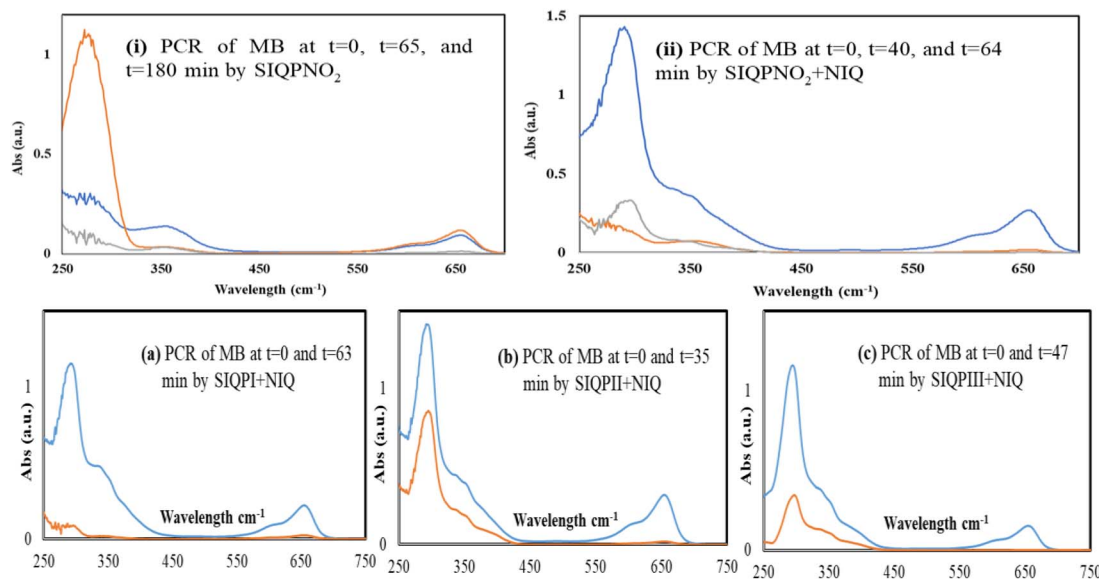 (i) PCR of MB at t=0, t=65, and
t=180 min by SIQPNO₂
1
0.5
0
Abs (a.u.)
250 350 450 550 650
Wavelength (cm⁻¹)
(ii) PCR of MB at t=0, t=40, and t=64
min by SIQPNO₂+NIQ
1.5
1
0.5
0
Abs (a.u.)
250 350 450 550 650
Wavelength (cm⁻¹)
(a) PCR of MB at t=0 and t=63
min by SIQPI+NIQ
1
0
Abs (a.u.)
Wavelength cm⁻¹
250 350 450 550 650 750
(b) PCR of MB at t=0 and t=35
min by SIQPII+NIQ
1
0
Abs (a.u.)
Wavelength cm⁻¹
250 350 450 550 650 750
(c) PCR of MB at t=0 and t=47
min by SIQPIII+NIQ
1
0
Abs (a.u.)
Wavelength cm⁻¹
250 350 450 550 650 750